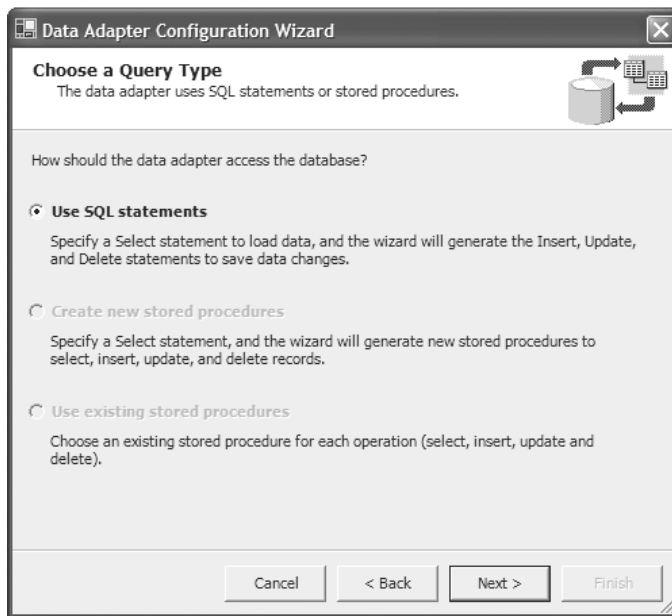 Data Adapter Configuration Wizard
Choose a Query Type
The data adapter uses SQL statements or stored procedures.
How should the data adapter access the database?
Use SQL statements
Specify a Select statement to load data, and the wizard will generate the Insert, Update,
and Delete statements to save data changes.
Create new stored procedures
Specify a Select statement, and the wizard will generate new stored procedures to
select, insert, update, and delete records.
Use existing stored procedures
Choose an existing stored procedure for each operation (select, insert, update and
delete).
Cancel < Back Next > Finish